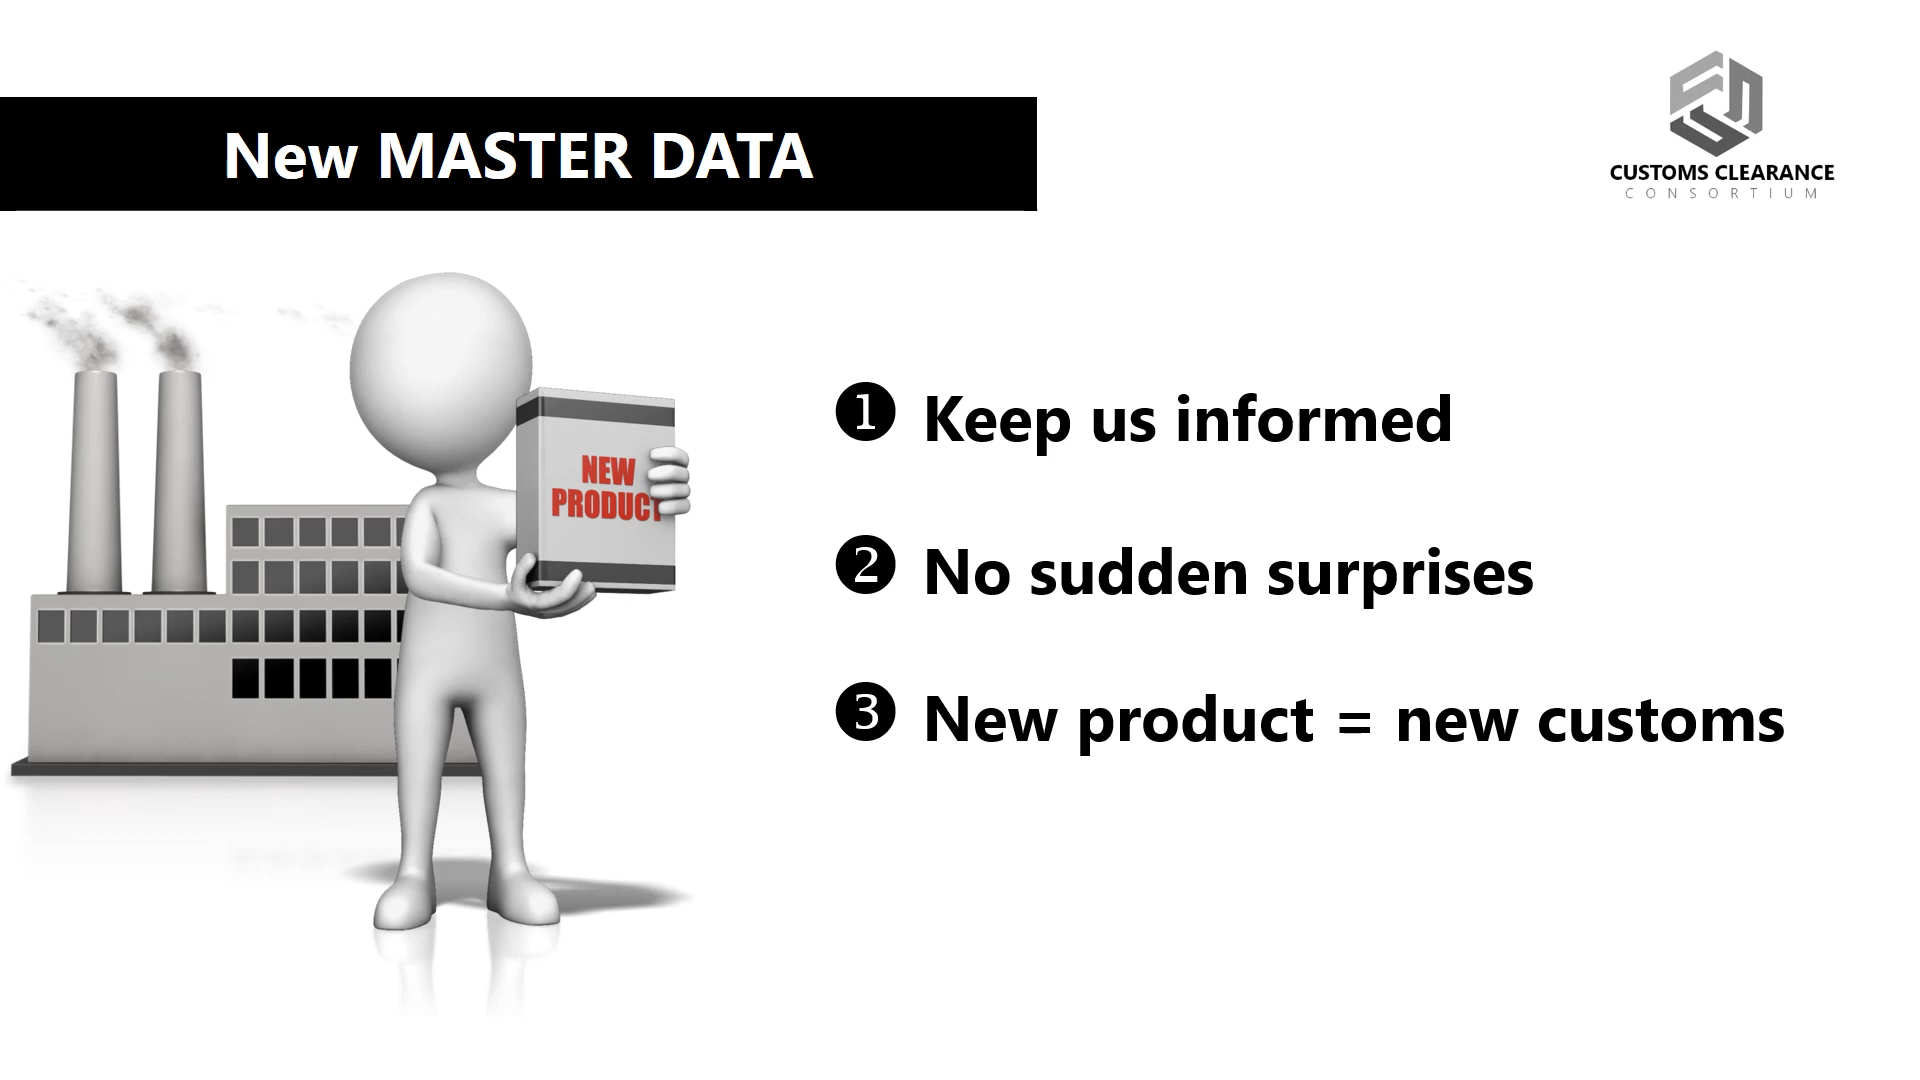 New MASTER DATA
CUSTOMS CLEARANCE
CONSORTIUM
NEW
PRODUCT
❶ Keep us informed
❷ No sudden surprises
❸ New product = new customs